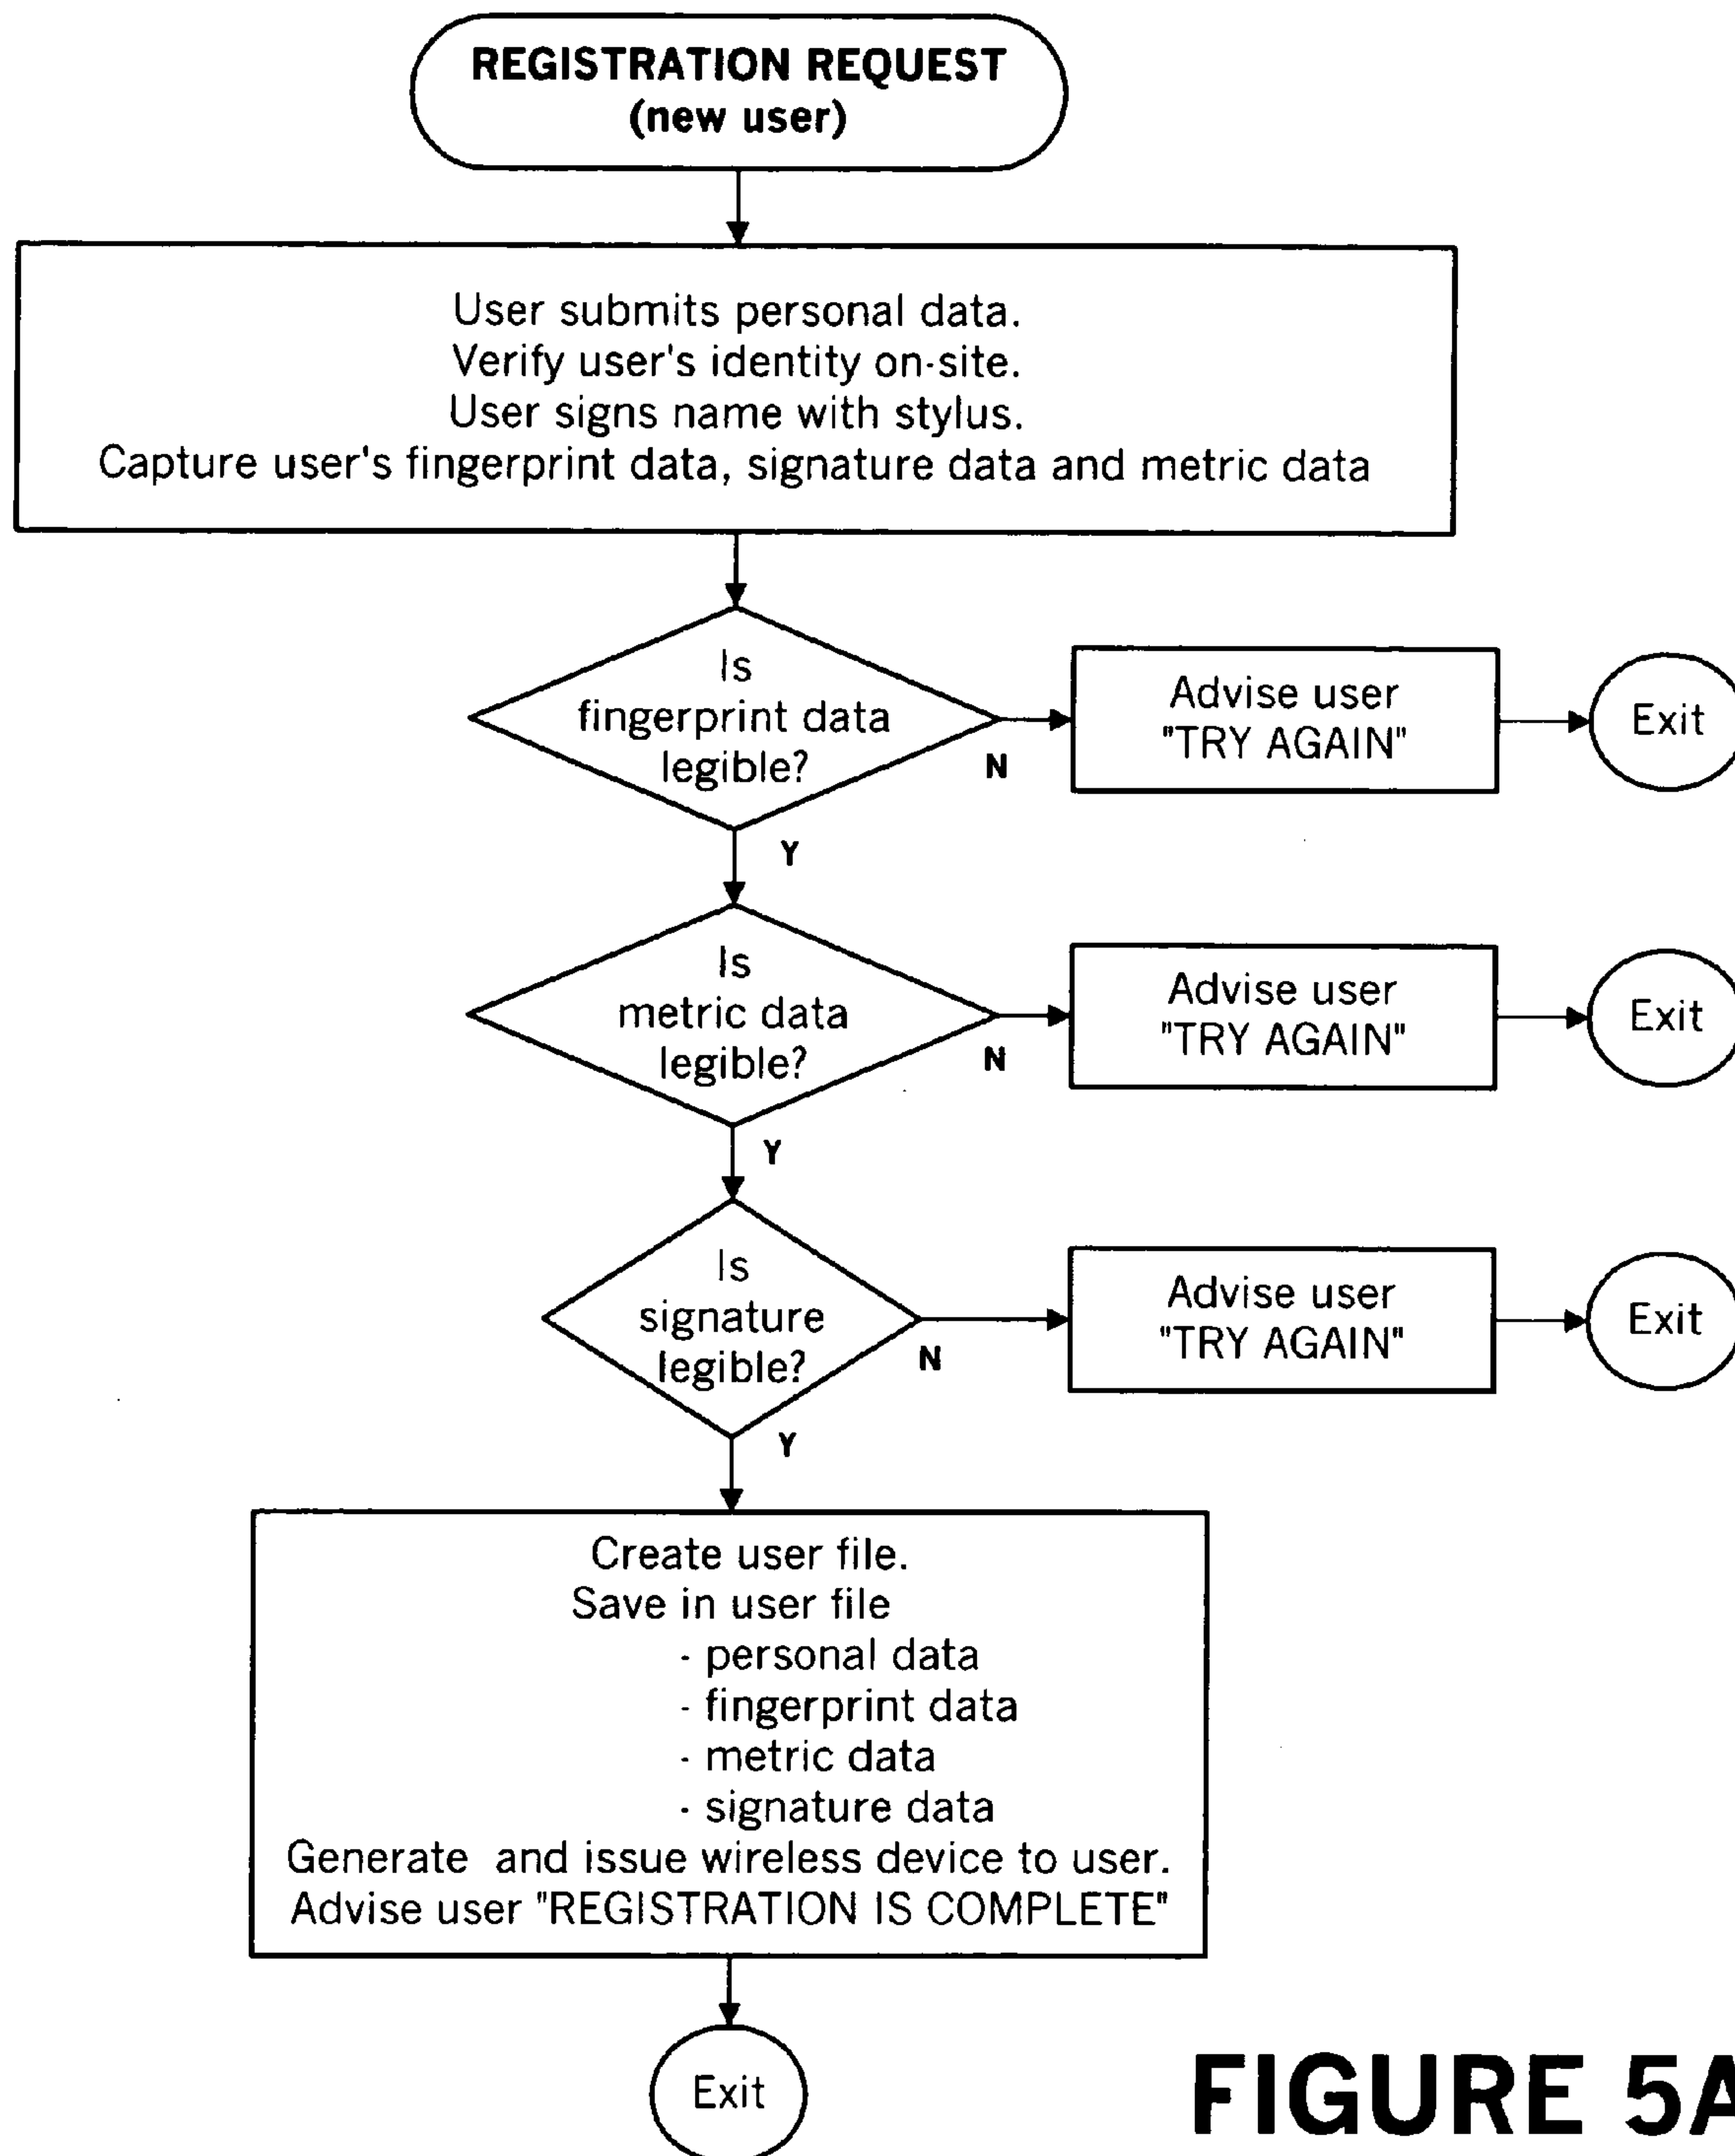 REGISTRATION REQUEST
(new user)
User submits personal data.
Verify user's identity on-site.
User signs name with stylus.
Capture user's fingerprint data, signature data and metric data
Is
fingerprint data
legible?
N
Advise user
"TRY AGAIN"
Exit
Y
Is
metric data
legible?
N
Advise user
"TRY AGAIN"
Exit
Y
Is
signature
legible?
N
Advise user
"TRY AGAIN"
Exit
Y
Create user file.
Save in user file
- personal data
- fingerprint data
- metric data
- signature data
Generate and issue wireless device to user.
Advise user "REGISTRATION IS COMPLETE"
Exit
FIGURE 5A